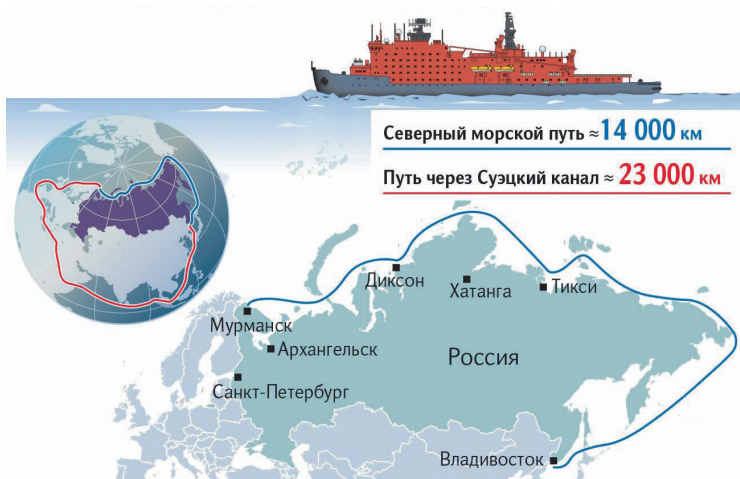 Северный морской путь ≈ 14 000 км
Путь через Суэцкий канал ≈ 23 000 км
Диксон
Хатанга
Тикси
Мурманск
Архангельск
Россия
Санкт-Петербург
Владивосток